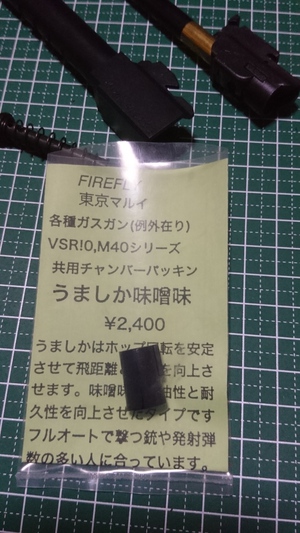 FIREFLY
東京マルイ
各種ガスガン(例外在り)
VSR!0,M40シリーズ
共用チャンバーパッキン
うましか味噌味
¥2,400
うましかはホップ回転を安定
させて飛距離と を向上さ
せます。味噌味 油性と耐
久性を向上させたタイプです
フルオートで撃つ銃や発射弾
数の多い人に合っています。